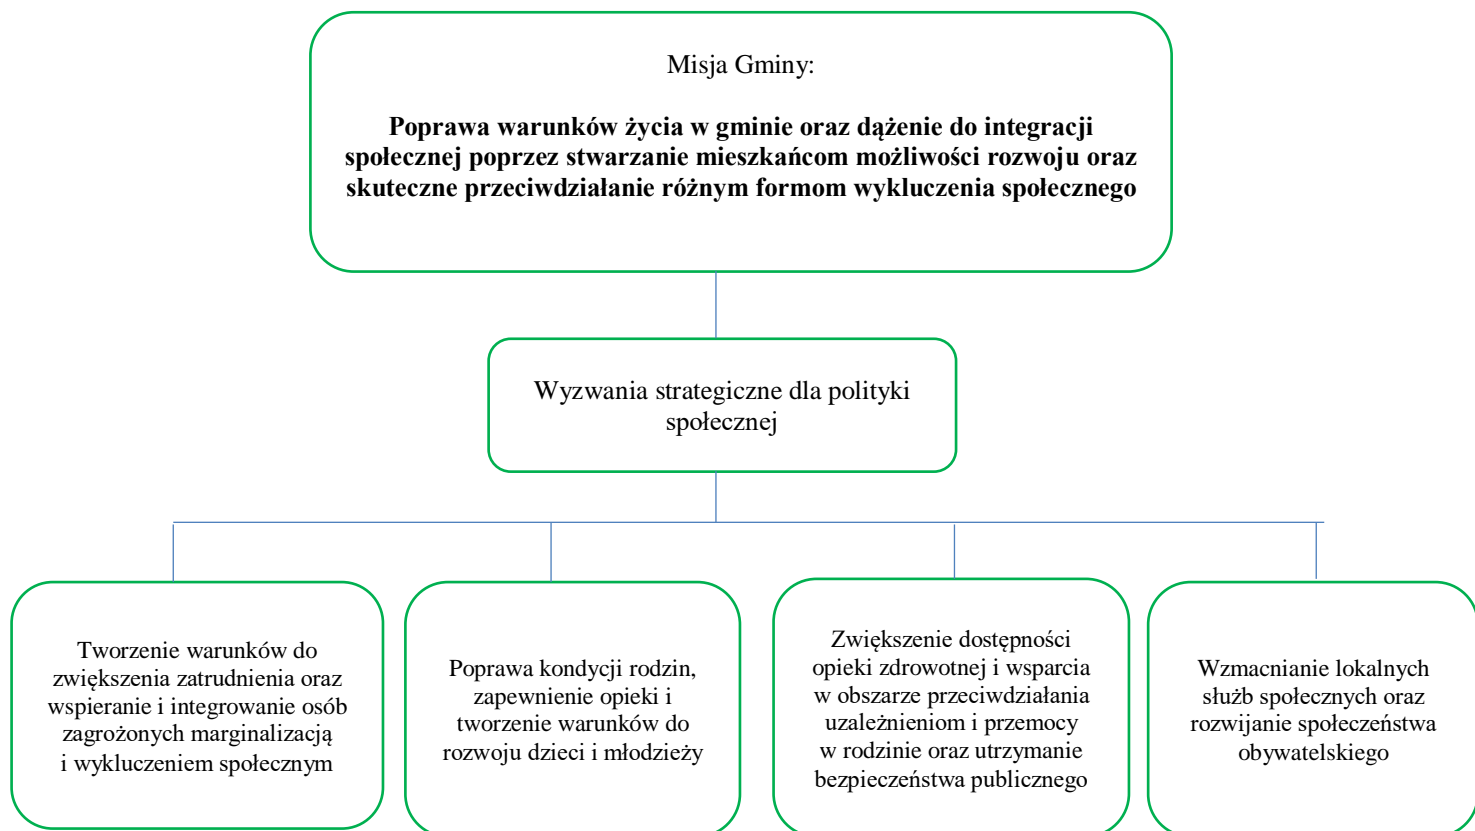 Misja Gminy:
Poprawa warunków życia w gminie oraz dążenie do integracji
społecznej poprzez stwarzanie mieszkańcom możliwości rozwoju oraz
skuteczne przeciwdziałanie różnym formom wykluczenia społecznego
Wyzwania strategiczne dla polityki
społecznej
Tworzenie warunków do
zwiększenia zatrudnienia oraz
wspieranie i integrowanie osób
zagrożonych marginalizacją
i wykluczeniem społecznym
Poprawa kondycji rodzin,
zapewnienie opieki i
tworzenie warunków do
rozwoju dzieci i młodzieży
Zwiększenie dostępności
opieki zdrowotnej i wsparcia
w obszarze przeciwdziałania
uzależnieniom i przemocy
w rodzinie oraz utrzymanie
bezpieczeństwa publicznego
Wzmacnianie lokalnych
służb społecznych oraz
rozwijanie społeczeństwa
obywatelskiego